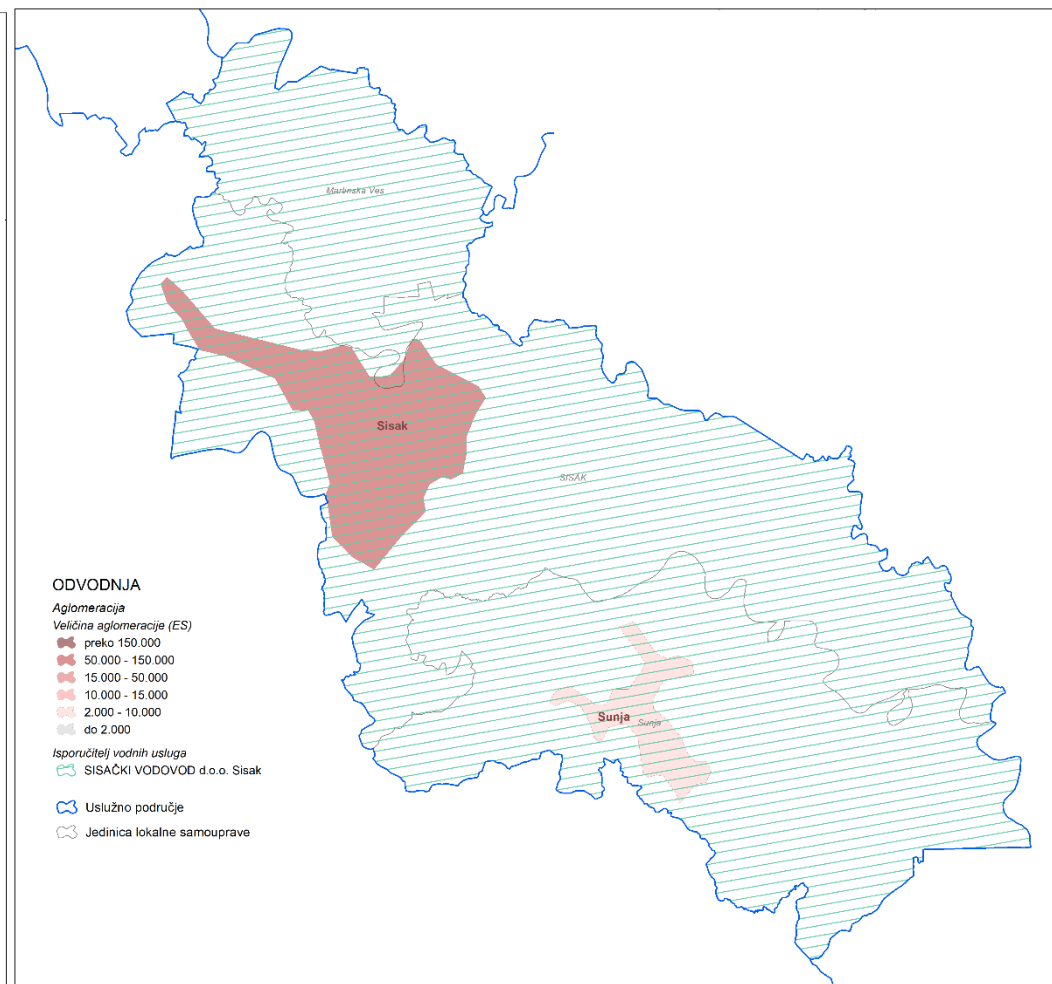 Martinska Ves
Sisak
SISAK
Sunja
Sunja
ODVODNJA
Aglomeracija
Veličina aglomeracije (ES)
preko 150.000
50.000 - 150.000
15.000 - 50.000
10.000 - 15.000
2.000 - 10.000
do 2.000
Isporučitelj vodnih usluga
SISAČKI VODOVOD d.o.o. Sisak
Uslužno područje
Jedinica lokalne samouprave